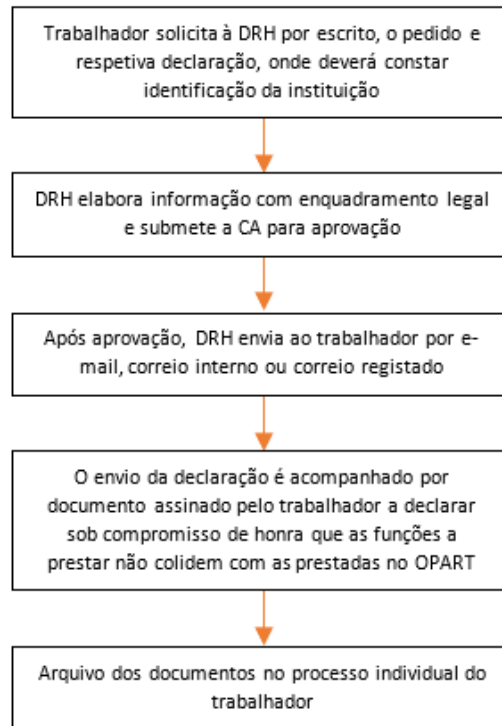 Trabalhador solicita à DRH por escrito, o pedido e
respetiva declaração, onde deverá constar
identificação da instituição
DRH elabora informação com enquadramento legal
e submete a CA para aprovação
Após aprovação, DRH envia ao trabalhador por e-
mail, correio interno ou correio registado
O envio da declaração é acompanhado por
documento assinado pelo trabalhador a declarar
sob compromisso de honra que as funções a
prestar não colidem com as prestadas no OPART
Arquivo dos documentos no processo individual do
trabalhador